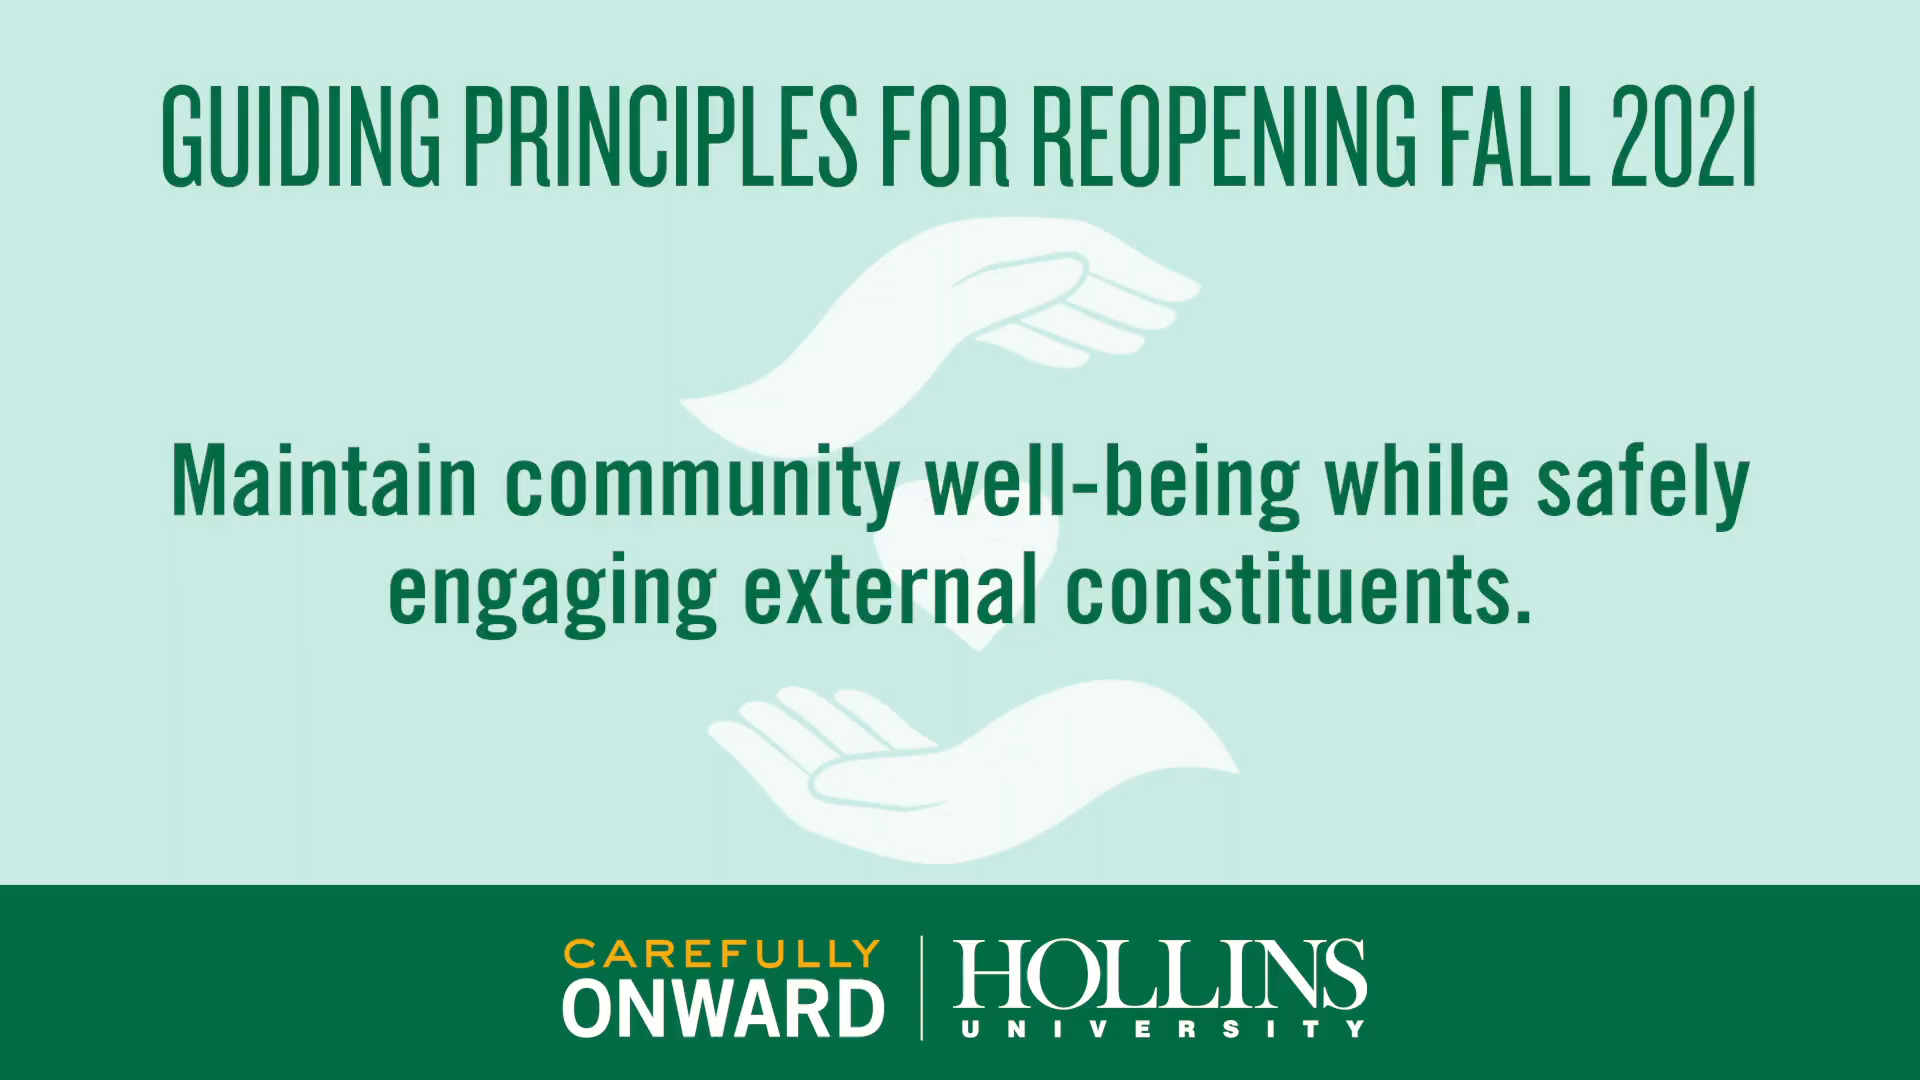 GUIDING PRINCIPLES FOR REOPENING FALL 2021
Maintain community well-being while safely
engaging external constituents.
CAREFULLY
ONWARD
HOLLINS
UNIVERSITY